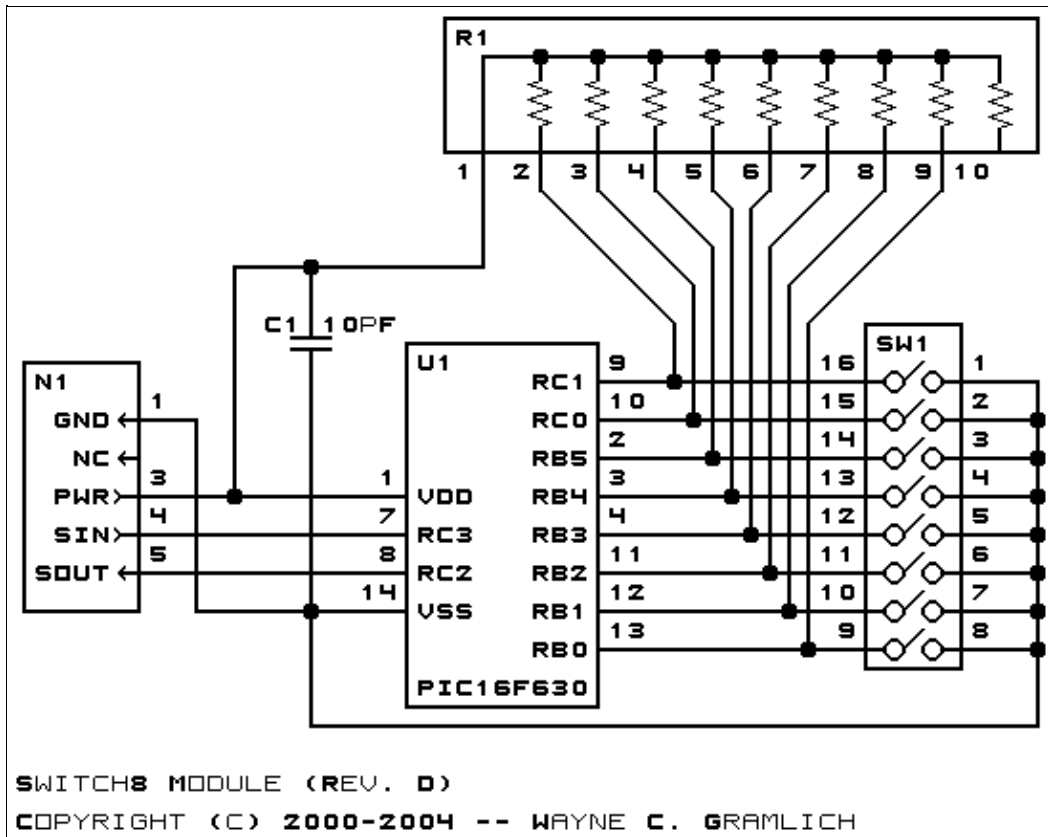 R1
1 2 3 4 5 6 7 8 9 10
C1 10PF
N1
GND 1
NC
PWR 3
SIN 4
SOUT 5
U1
1 VDD
7 RC3
8 RC2
14 VSS
RC1 9
RC0 10
RB5 2
RB4 3
RB3 4
RB2 11
RB1 12
RB0 13
PIC16F630
SW1
16 1
15 2
14 3
13 4
12 5
11 6
10 7
9 8
SWITCH8 MODULE (REV. D)
COPYRIGHT (C) 2000-2004 -- WAYNE C. GRAMLICH